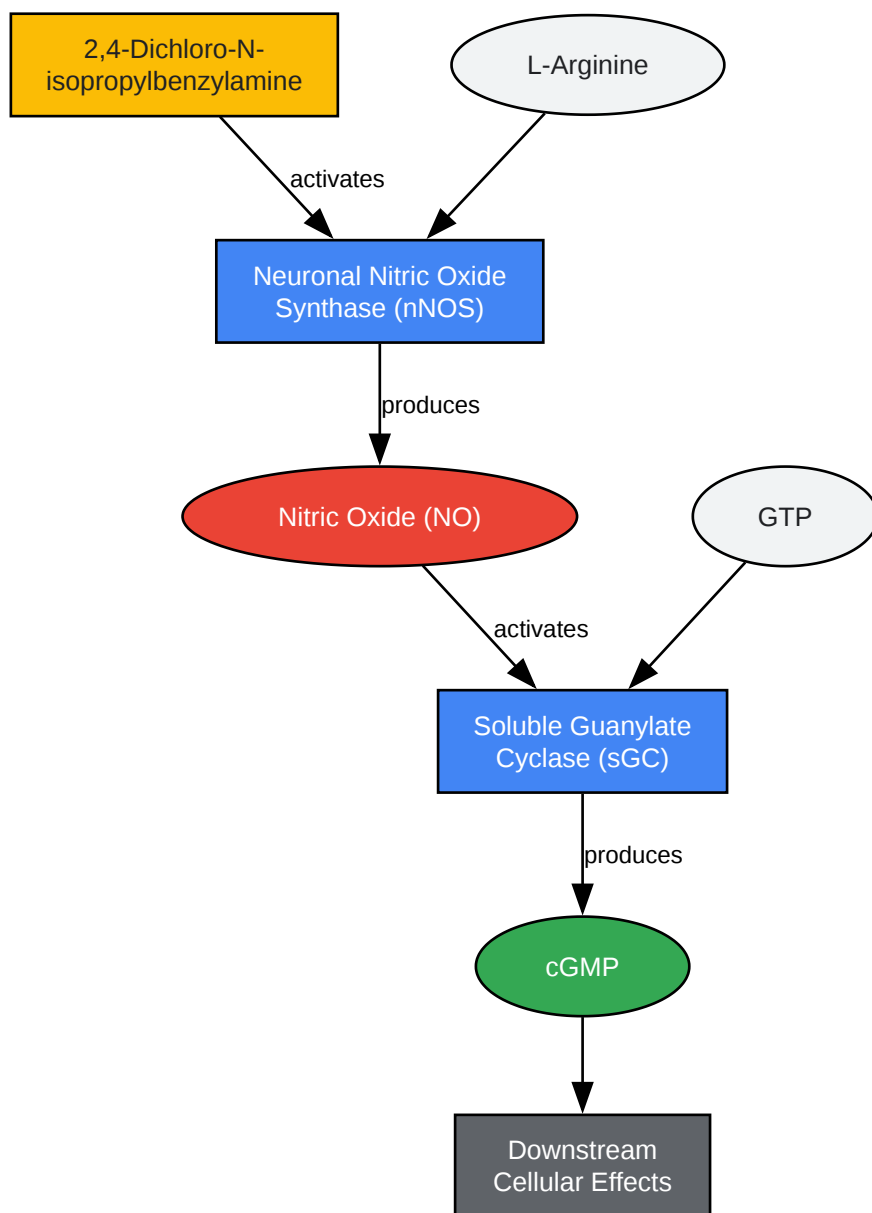 2,4-Dichloro-N-
isopropylbenzylamine
L-Arginine
activates
Neuronal Nitric Oxide
Synthase (nNOS)
produces
Nitric Oxide (NO)
GTP
activates
Soluble Guanylate
Cyclase (sGC)
produces
cGMP
Downstream
Cellular Effects